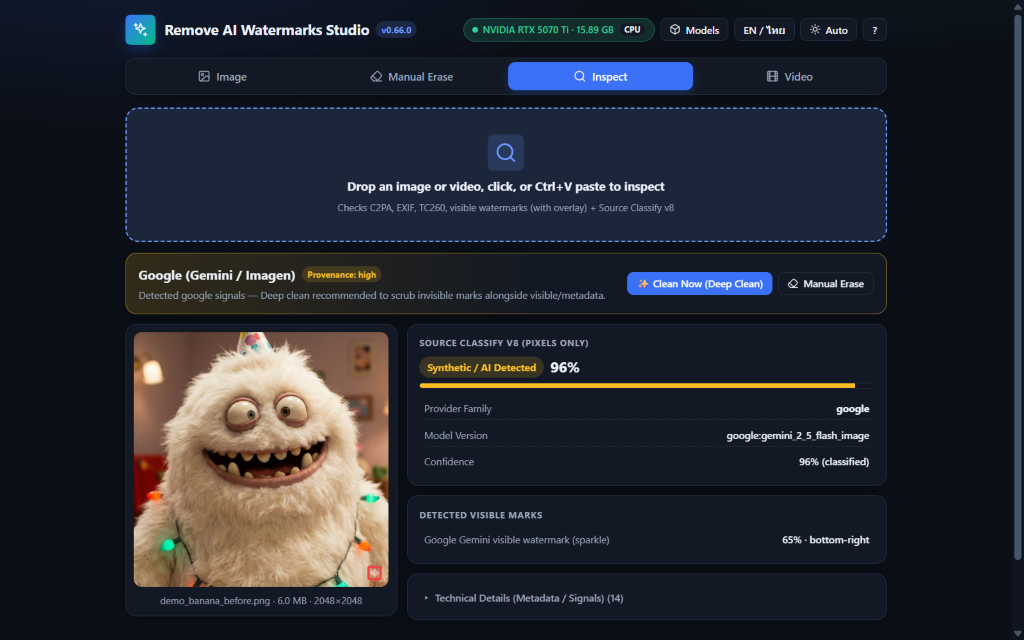 Remove AI Watermarks Studio v0.66.0
NVIDIA RTX 5070 Ti · 15.89 GB CPU
Models
EN / ไทย
Auto
?
Image
Manual Erase
Inspect
Video
Drop an image or video, click, or Ctrl+V paste to inspect
Checks C2PA, EXIF, TC260, visible watermarks (with overlay) + Source Classify v8
Google (Gemini / Imagen) Provenance: high
Detected google signals — Deep clean recommended to scrub invisible marks alongside visible/metadata.
Clean Now (Deep Clean)
Manual Erase
demo_banana_before.png · 6.0 MB · 2048×2048
SOURCE CLASSIFY V8 (PIXELS ONLY)
Synthetic / AI Detected 96%
Provider Family google
Model Version google:gemini_2_5_flash_image
Confidence 96% (classified)
DETECTED VISIBLE MARKS
Google Gemini visible watermark (sparkle) 65% · bottom-right
Technical Details (Metadata / Signals) (14)